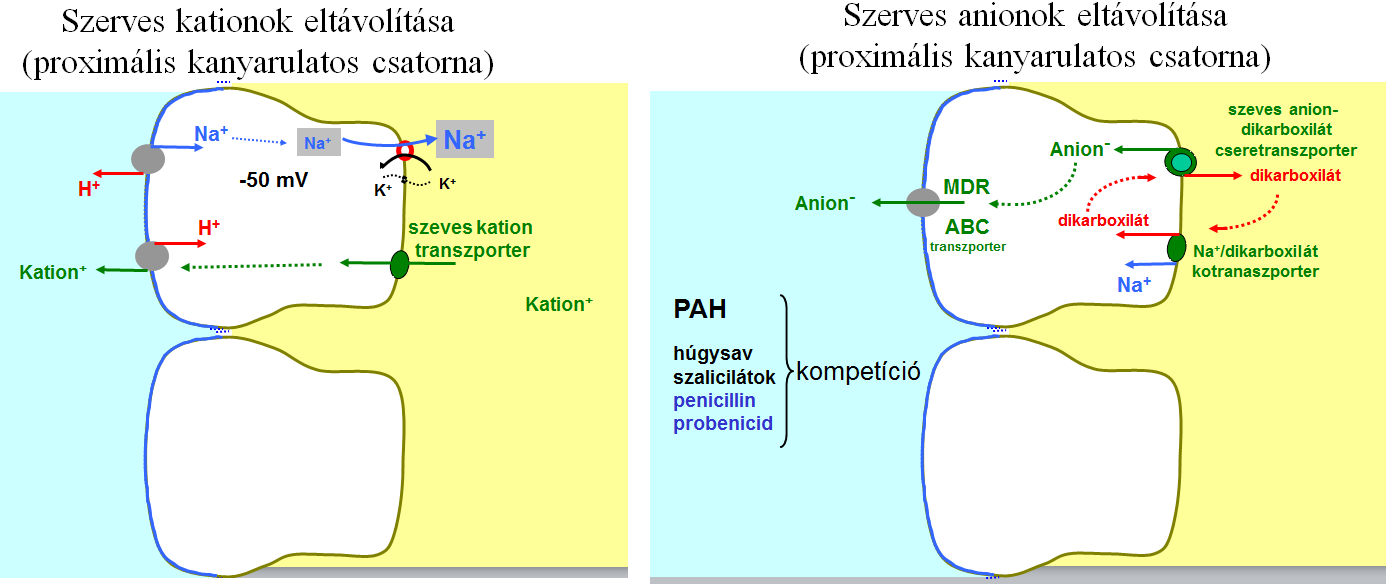 Szerves kationok eltávolítása
(proximális kanyarulatos csatorna)
Na⁺
Na⁺
Na⁺
H⁺
-50 mV
K⁺
K⁺
H⁺
szeves kation
transzporter
Kation⁺
Kation⁺
Szerves anionok eltávolítása
(proximális kanyarulatos csatorna)
szeves anion-
dikarboxilát
cseretranszporter
Anion⁻
dikarboxilát
MDR
Anion⁻
ABC
transzporter
dikarboxilát
Na⁺/dikarboxilát
kotranaszporter
Na⁺
PAH
húgysav
szalicilátok
penicillin
probenicid
kompetíció